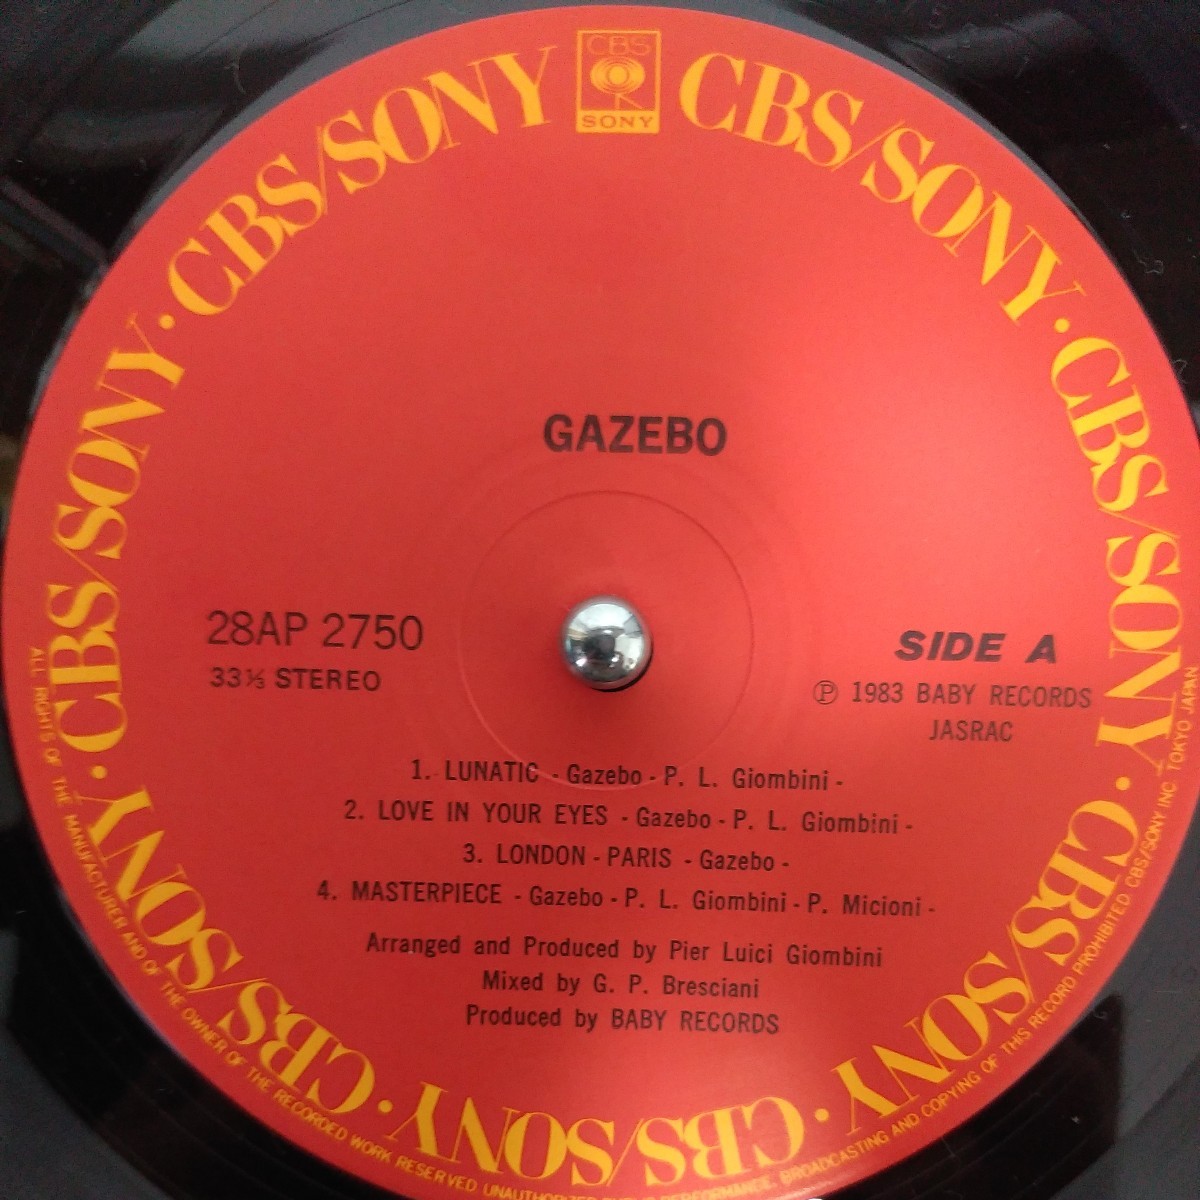 CBS
SONY
CBS/SONY · CBS/SONY · CBS/SONY · CBS/SONY · CBS/SONY · CBS/SONY · CBS/SONY · CBS/SONY
GAZEBO
28AP 2750
33⅓ STEREO
SIDE A
Ⓟ 1983 BABY RECORDS
JASRAC
1. LUNATIC - Gazebo - P. L. Giombini -
2. LOVE IN YOUR EYES - Gazebo - P. L. Giombini -
3. LONDON - PARIS - Gazebo -
4. MASTERPIECE - Gazebo - P. L. Giombini - P. Micioni -
Arranged and Produced by Pier Luici Giombini
Mixed by G. P. Bresciani
Produced by BABY RECORDS
ALL RIGHTS OF THE MANUFACTURER AND OF THE OWNER OF THE RECORDED WORK RESERVED UNAUTHORIZED PERFORMANCE, BROADCASTING AND COPYING OF THIS RECORD PROHIBITED CBS/SONY INC. TOKYO JAPAN